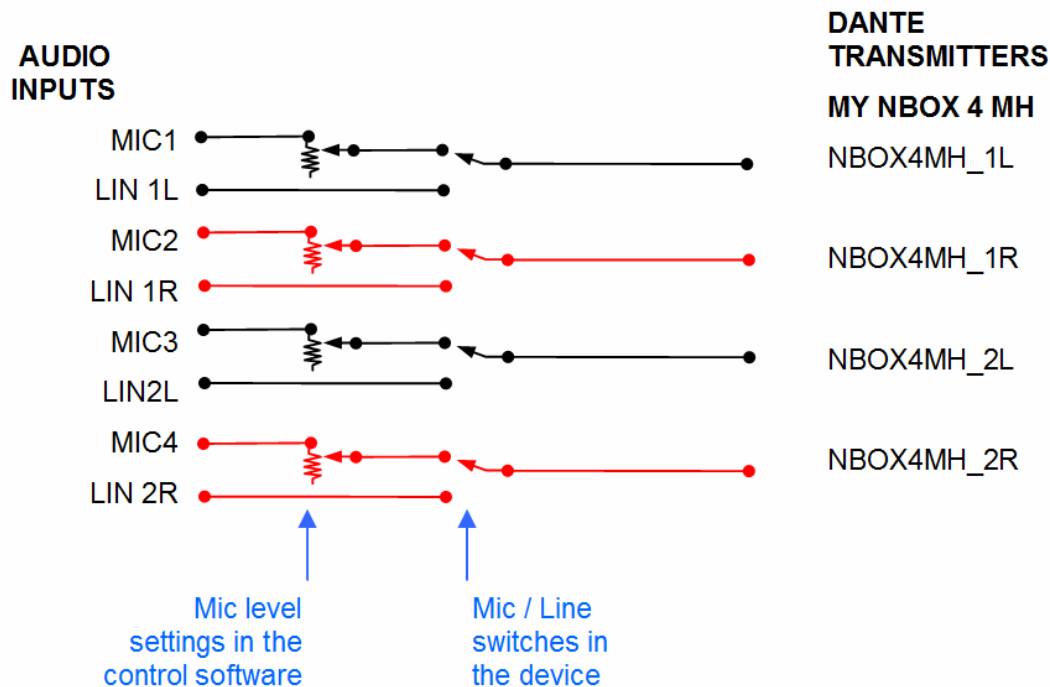 AUDIO
INPUTS
DANTE
TRANSMITTERS
MY NBOX 4 MH
MIC1
NBOX4MH_1L
LIN 1L
MIC2
NBOX4MH_1R
LIN 1R
MIC3
NBOX4MH_2L
LIN2L
MIC4
NBOX4MH_2R
LIN 2R
Mic level
settings in the
control software
Mic / Line
switches in
the device